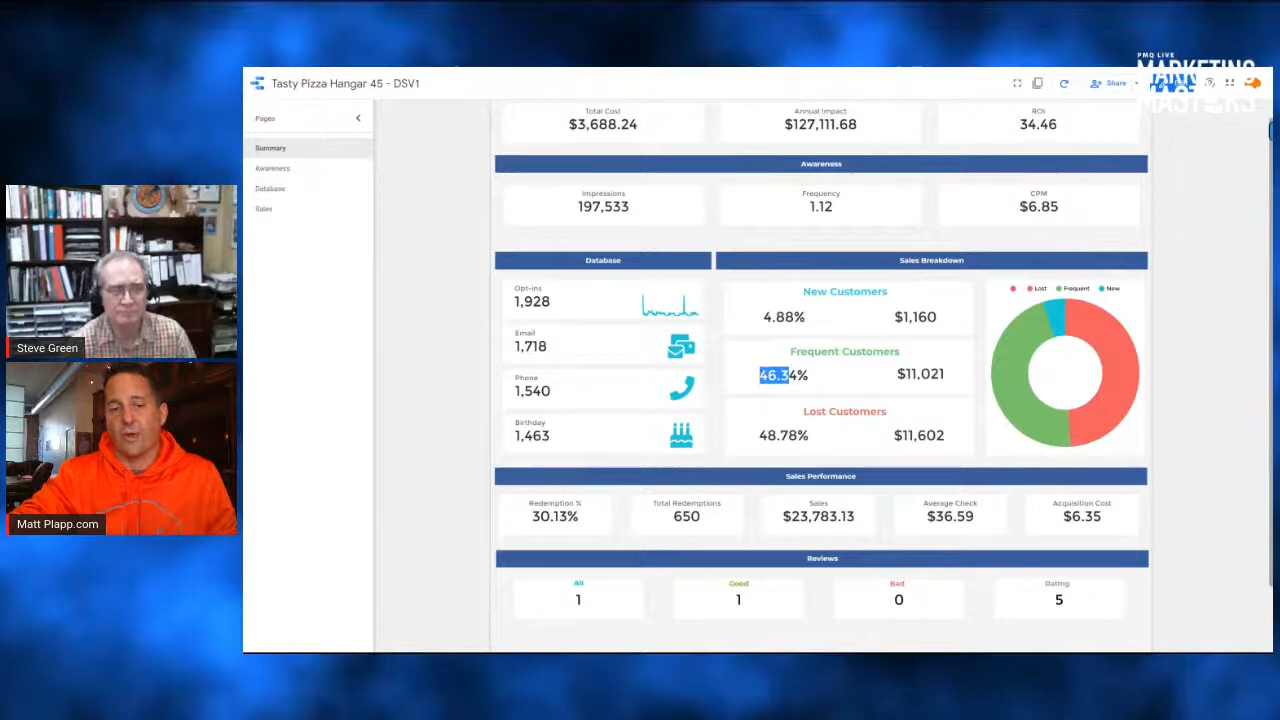 PMQ LIVE
MARKETING
MASTERS
Tasty Pizza Hangar 45 - DSV1
Share
Pages
Summary
Awareness
Database
Sales
Total Cost
$3,688.24
Annual Impact
$127,111.68
ROI
34.46
Awareness
Impressions
197,533
Frequency
1.12
CPM
$6.85
Database
Opt-ins
1,928
Email
1,718
Phone
1,540
Birthday
1,463
Sales Breakdown
New Customers
4.88%
$1,160
Frequent Customers
46.34%
$11,021
Lost Customers
48.78%
$11,602
Lost
Frequent
New
Sales Performance
Redemption %
30.13%
Total Redemptions
650
Sales
$23,783.13
Average Check
$36.59
Acquisition Cost
$6.35
Reviews
All
1
Good
1
Bad
0
Rating
5
Steve Green
Matt Plapp.com